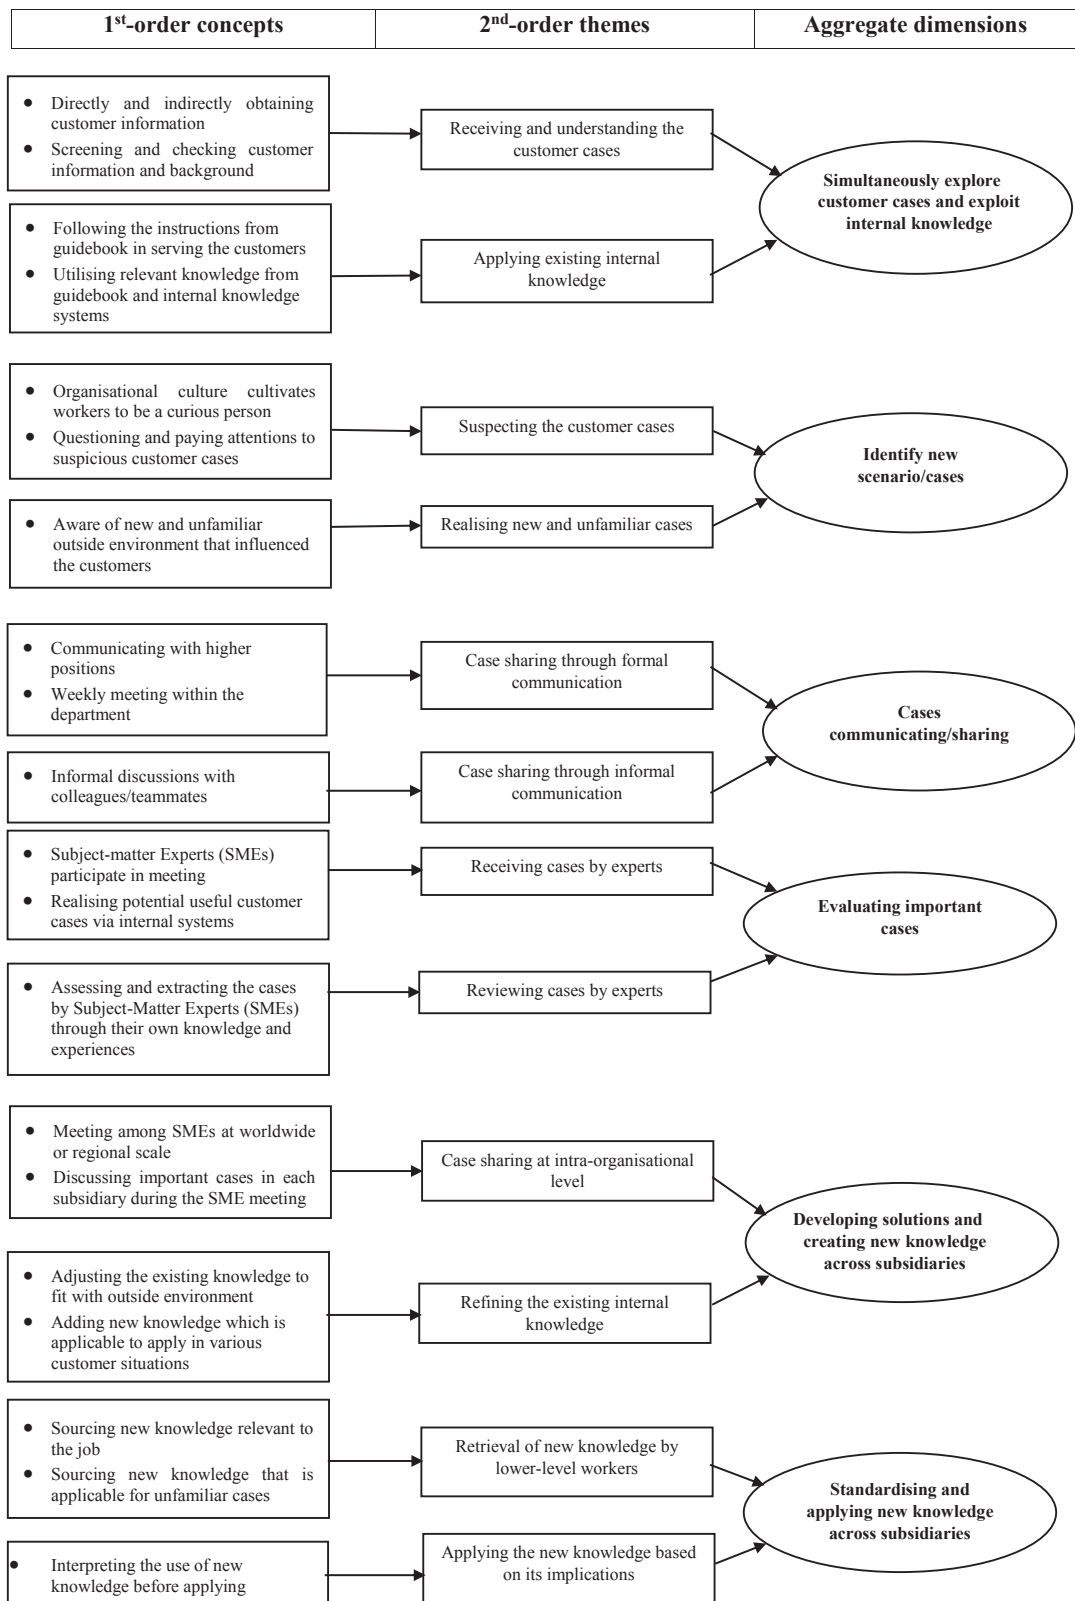 1st-order concepts
2nd-order themes
Aggregate dimensions
• Directly and indirectly obtaining
customer information
• Screening and checking customer
information and background
Receiving and understanding the
customer cases
Simultaneously explore
customer cases and exploit
internal knowledge
• Following the instructions from
guidebook in serving the customers
• Utilising relevant knowledge from
guidebook and internal knowledge
systems
Applying existing internal
knowledge
• Organisational culture cultivates
workers to be a curious person
• Questioning and paying attentions to
suspicious customer cases
Suspecting the customer cases
Identify new
scenario/cases
• Aware of new and unfamiliar
outside environment that influenced
the customers
Realising new and unfamiliar cases
• Communicating with higher
positions
• Weekly meeting within the
department
Case sharing through formal
communication
Cases
communicating/sharing
• Informal discussions with
colleagues/teammates
Case sharing through informal
communication
• Subject-matter Experts (SMEs)
participate in meeting
• Realising potential useful customer
cases via internal systems
Receiving cases by experts
Evaluating important
cases
• Assessing and extracting the cases
by Subject-Matter Experts (SMEs)
through their own knowledge and
experiences
Reviewing cases by experts
• Meeting among SMEs at worldwide
or regional scale
• Discussing important cases in each
subsidiary during the SME meeting
Case sharing at intra-organisational
level
Developing solutions and
creating new knowledge
across subsidiaries
• Adjusting the existing knowledge to
fit with outside environment
• Adding new knowledge which is
applicable to apply in various
customer situations
Refining the existing internal
knowledge
• Sourcing new knowledge relevant to
the job
• Sourcing new knowledge that is
applicable for unfamiliar cases
Retrieval of new knowledge by
lower-level workers
Standardising and
applying new knowledge
across subsidiaries
• Interpreting the use of new
knowledge before applying
Applying the new knowledge based
on its implications